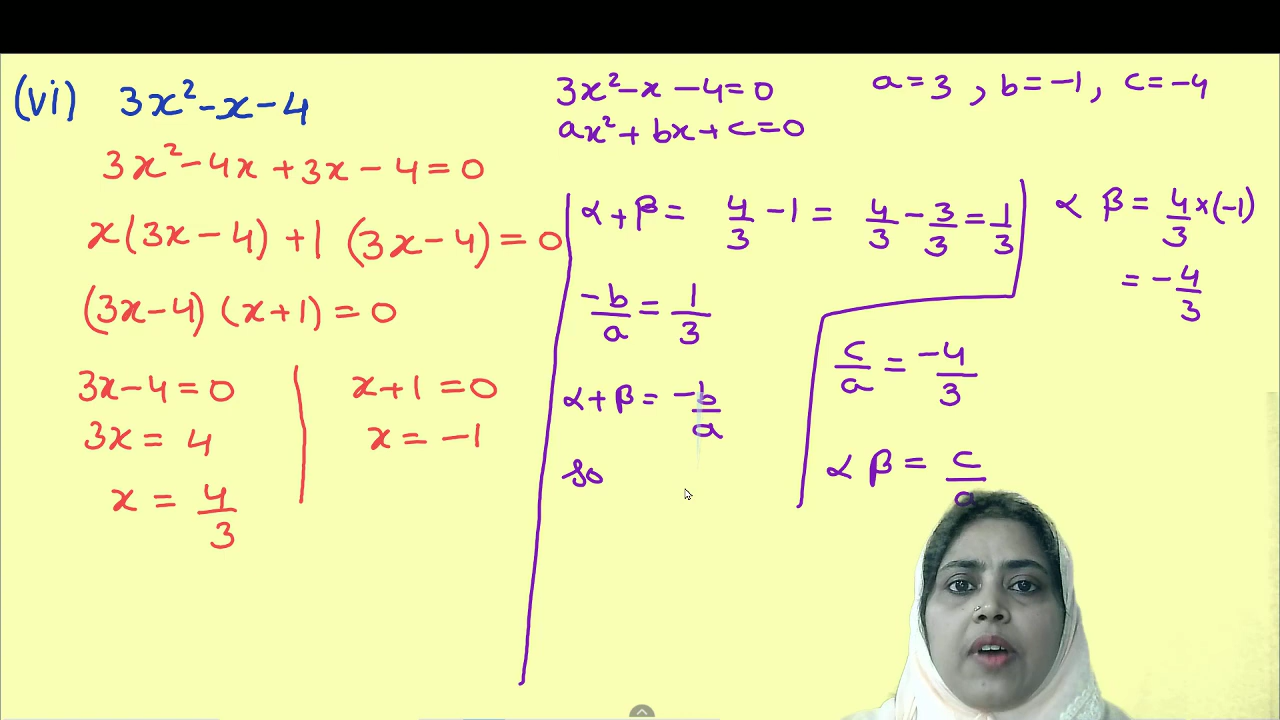 (vi) 3x²-x-4
3x²-4x+3x-4=0
x(3x-4)+1(3x-4)=0
(3x-4)(x+1)=0
3x-4=0
3x=4
x=4/3
x+1=0
x=-1
3x²-x-4=0
ax²+bx+c=0
a=3, b=-1, c=-4
α+β= 4/3-1= 4/3-3/3=1/3
-b/a=1/3
α+β=-b/a
so
α β=4/3×(-1)
=-4/3
c/a=-4/3
α β=c/a